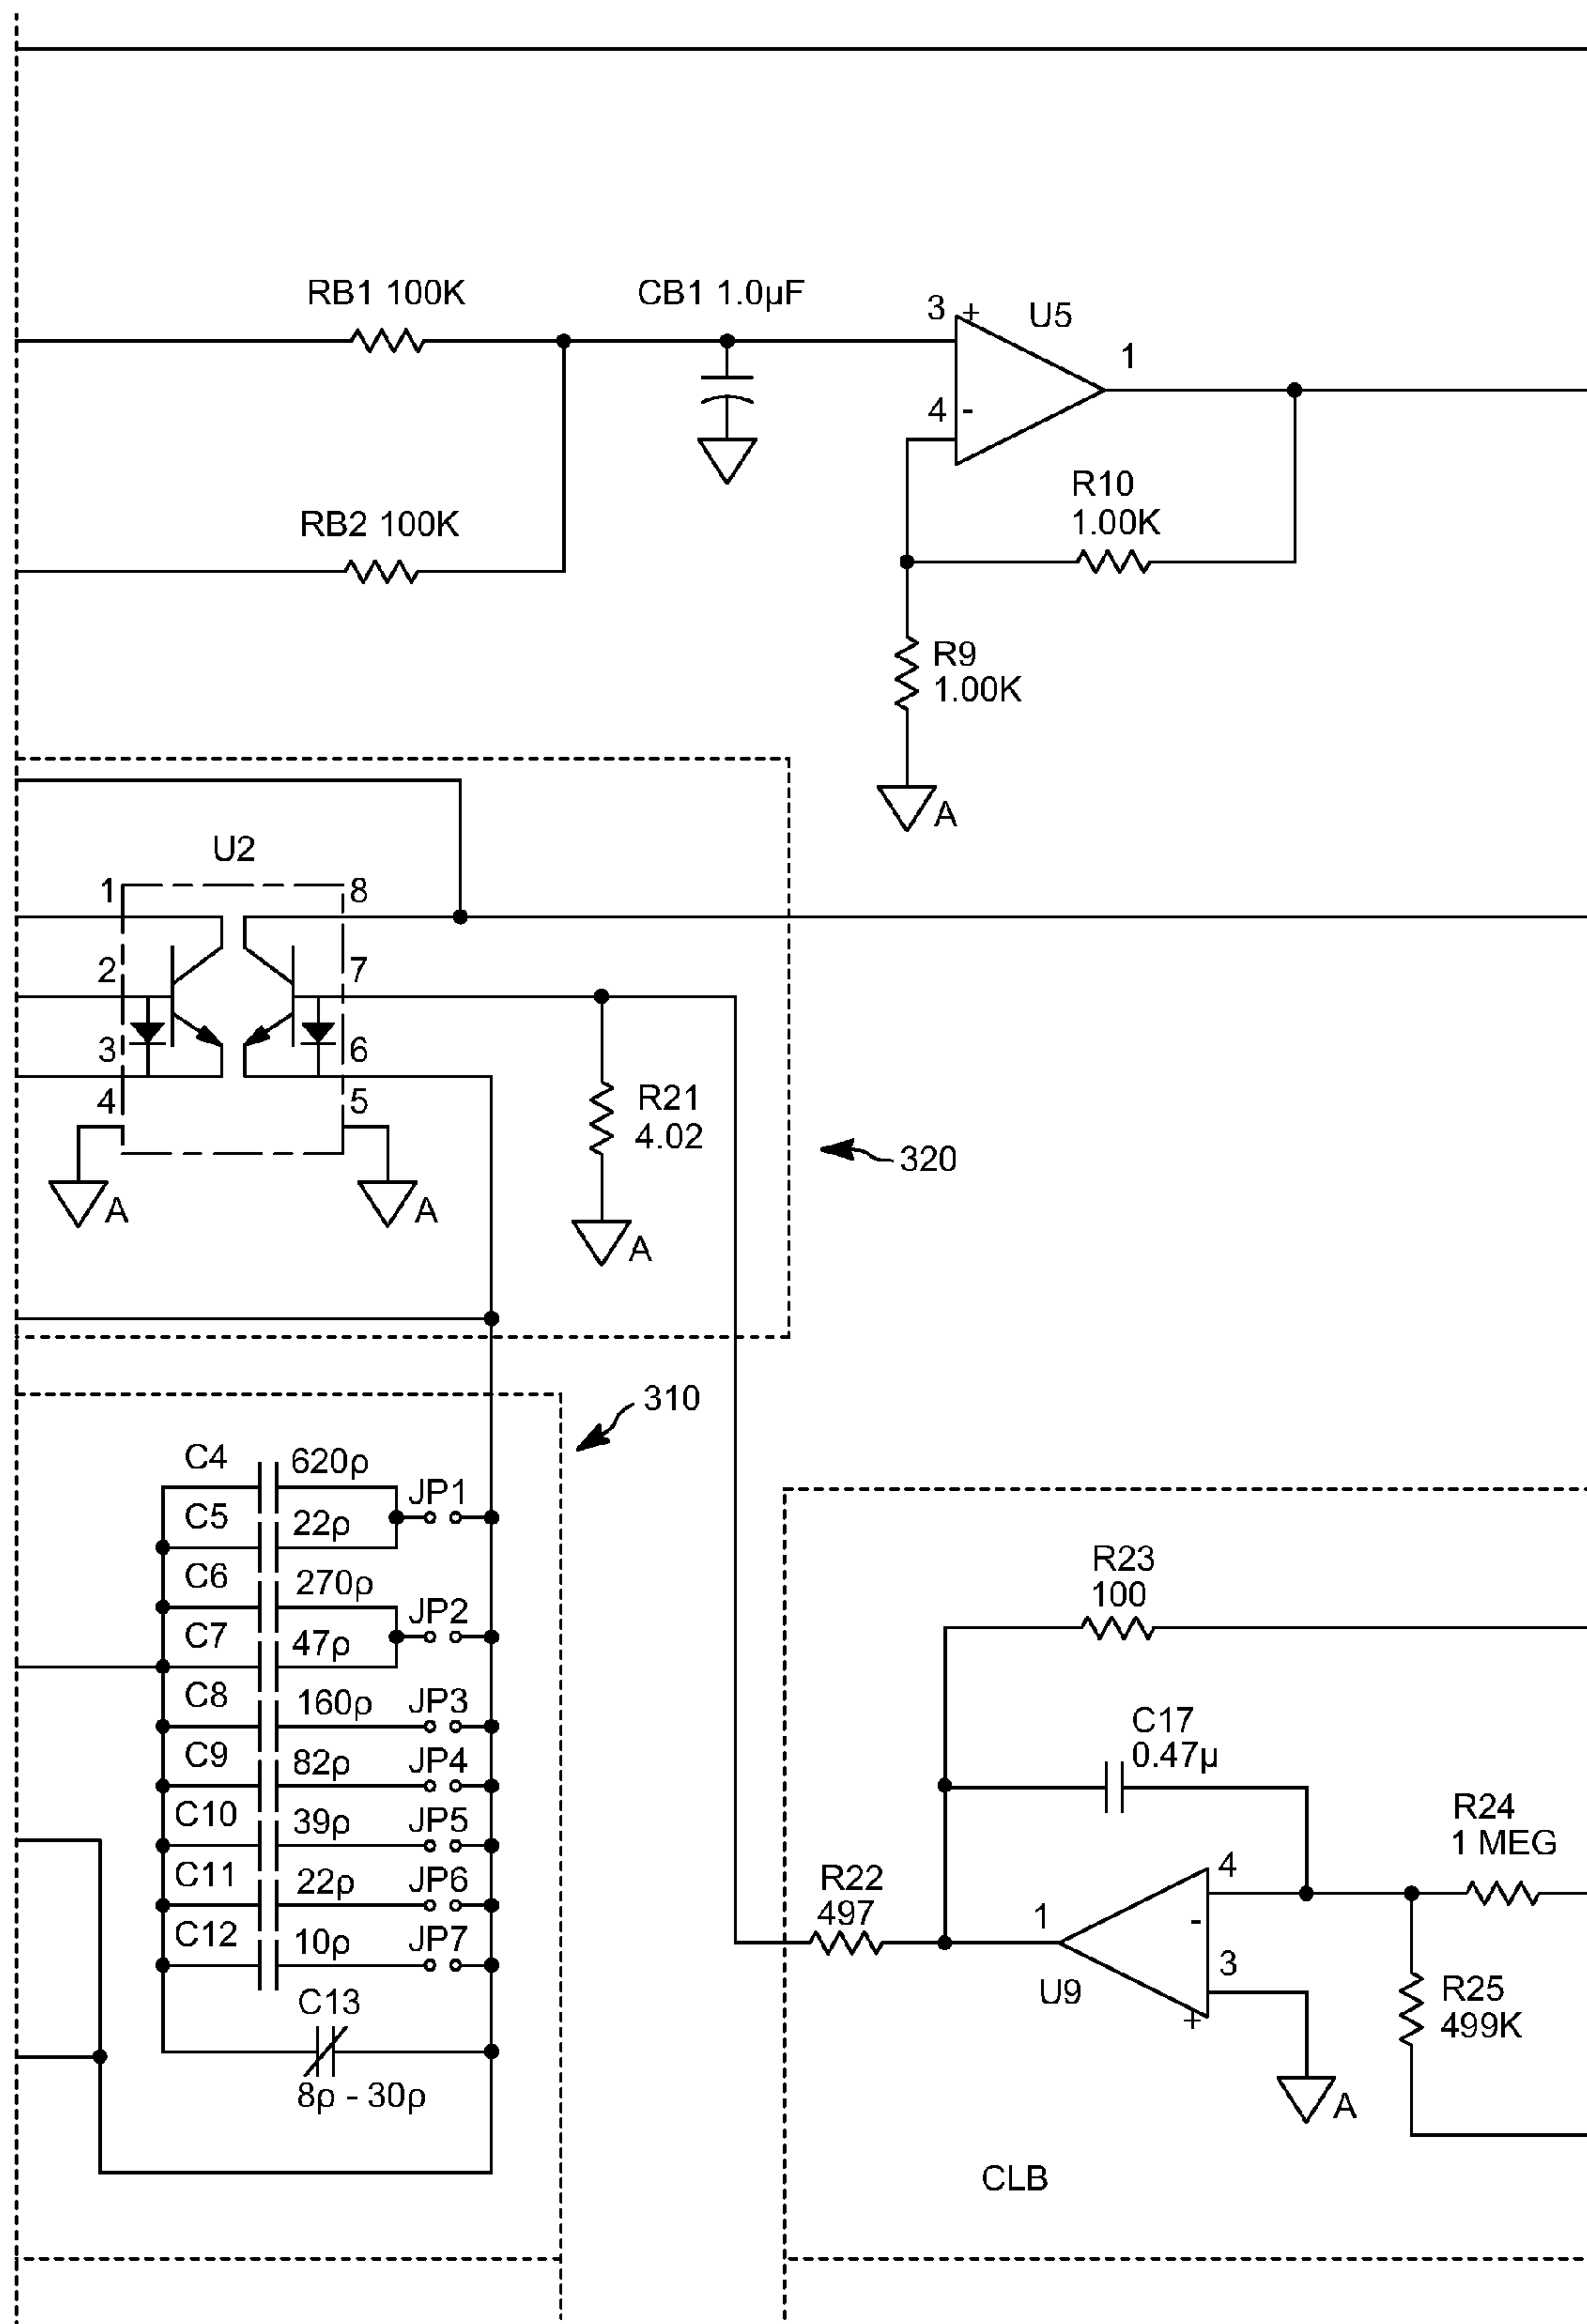 RB1 100K
CB1 1.0µF
3
+
U5
1
4
-
R10
1.00K
RB2 100K
R9
1.00K
A
U2
1
8
2
7
3
6
4
5
R21
4.02
A
A
A
320
310
C4
620ρ
JP1
C5
22ρ
C6
270ρ
JP2
C7
47ρ
C8
160ρ
JP3
C9
82ρ
JP4
C10
39ρ
JP5
C11
22ρ
JP6
C12
10ρ
JP7
C13
8ρ - 30ρ
R23
100
C17
0.47µ
R24
1 MEG
R22
497
1
4
-
3
U9
+
R25
499K
A
CLB